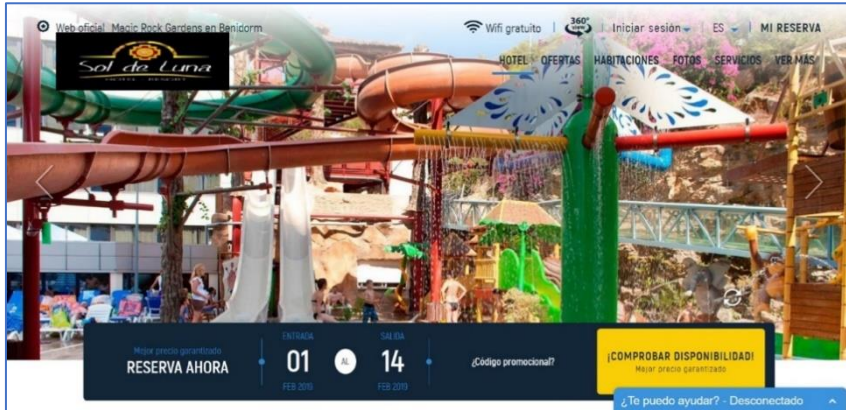 Web oficial Magic Rock Gardens en Benidorm
Wifi gratuito
360°
Iniciar sesión
ES
MI RESERVA
Sol de Luna
HOTEL OFERTAS HABITACIONES FOTOS SERVICIOS VER MÁS
Mejor precio garantizado
RESERVA AHORA
ENTRADA
01
FEB 2019
AL
SALIDA
14
FEB 2019
¿Código promocional?
¡COMPROBAR DISPONIBILIDAD!
Mejor precio garantizado
¿Te puedo ayudar? - Desconectado